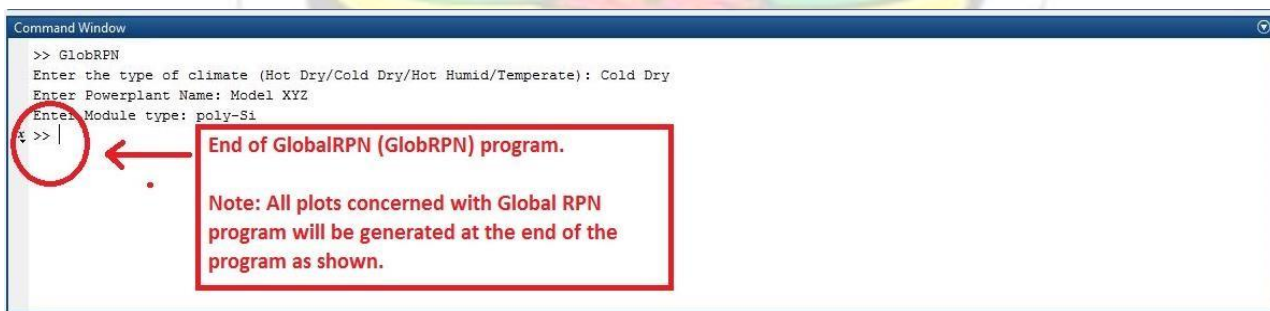 Command Window
>> GlobRPN
Enter the type of climate (Hot Dry/Cold Dry/Hot Humid/Temperate): Cold Dry
Enter Powerplant Name: Model XYZ
Enter Module type: poly-Si
>>
End of GlobalRPN (GlobRPN) program.
Note: All plots concerned with Global RPN
program will be generated at the end of the
program as shown.